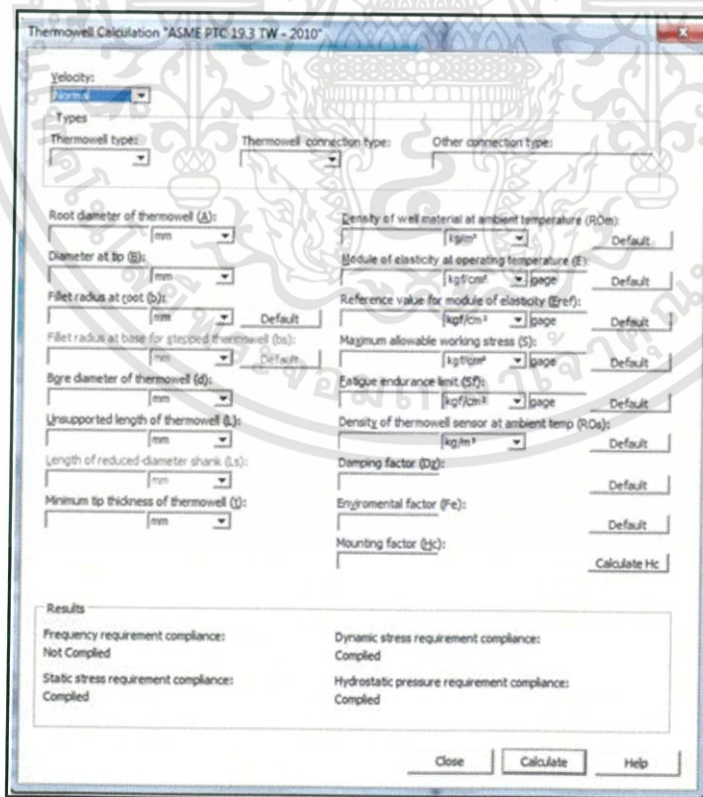 Thermowell Calculation "ASME PTC 19.3 TW - 2010"
Velocity:
Normal
Types
Thermowell type:
Thermowell connection type:
Other connection type:
Root diameter of thermowell (A):
mm
Diameter at tip (B):
mm
Fillet radius at root (b):
mm Default
Fillet radius at base for stepped thermowell (bs):
mm Default
Bore diameter of thermowell (d):
mm
Unsupported length of thermowell (L):
mm
Length of reduced-diameter shank (Ls):
mm
Minimum tip thickness of thermowell (t):
mm
Density of well material at ambient temperature (ROm):
kg/m³ Default
Module of elasticity at operating temperature (E):
kgf/cm² gage Default
Reference value for module of elasticity (Eref):
kgf/cm² gage Default
Maximum allowable working stress (S):
kgf/cm² gage Default
Fatigue endurance limit (Sf):
kgf/cm² gage Default
Density of thermowell sensor at ambient temp (ROs):
kg/m³ Default
Damping factor (Dz):
Default
Enviromental factor (Fe):
Default
Mounting factor (Hc):
Calculate Hc
Results
Frequency requirement compliance:
Not Complied
Dynamic stress requirement compliance:
Complied
Static stress requirement compliance:
Complied
Hydrostatic pressure requirement compliance:
Complied
Close Calculate Help